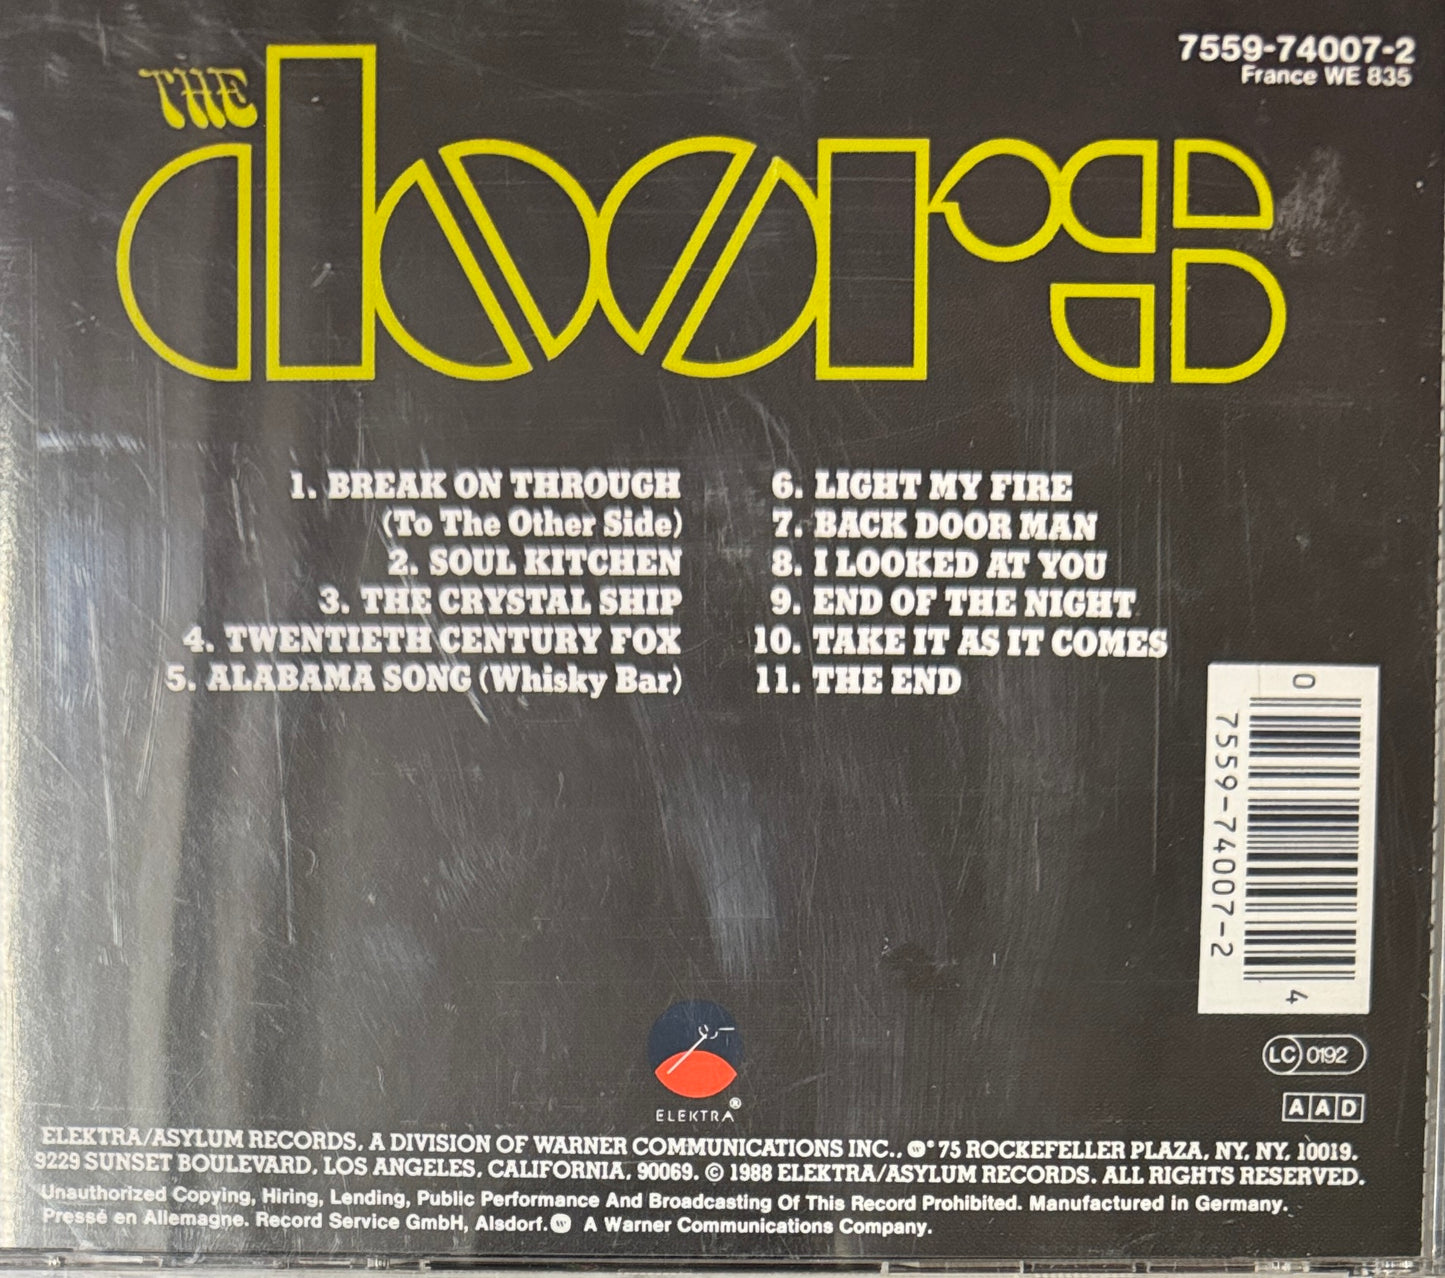 7559-74007-2
France WE 835
THE
doors
1. BREAK ON THROUGH
(To The Other Side)
2. SOUL KITCHEN
3. THE CRYSTAL SHIP
4. TWENTIETH CENTURY FOX
5. ALABAMA SONG (Whisky Bar)
6. LIGHT MY FIRE
7. BACK DOOR MAN
8. I LOOKED AT YOU
9. END OF THE NIGHT
10. TAKE IT AS IT COMES
11. THE END
0
7559-74007-2
4
LC 0192
AAD
ELEKTRA®
ELEKTRA/ASYLUM RECORDS, A DIVISION OF WARNER COMMUNICATIONS INC., ® 75 ROCKEFELLER PLAZA, NY, NY, 10019.
9229 SUNSET BOULEVARD, LOS ANGELES, CALIFORNIA, 90069. © 1988 ELEKTRA/ASYLUM RECORDS. ALL RIGHTS RESERVED.
Unauthorized Copying, Hiring, Lending, Public Performance And Broadcasting Of This Record Prohibited. Manufactured in Germany.
Pressé en Allemagne. Record Service GmbH, Alsdorf. A Warner Communications Company.